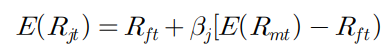 E(R_{jt}) = R_{ft} + β_j[E(R_{mt}) − R_{ft})